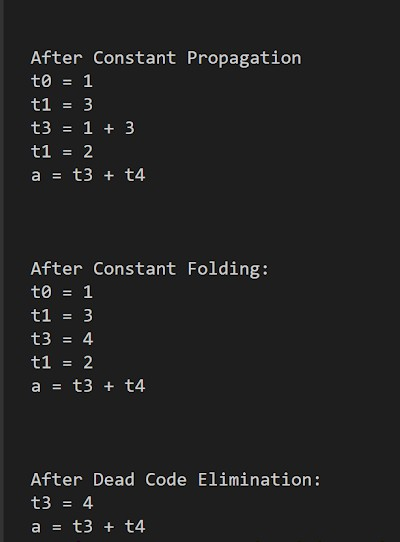 After Constant Propagation
t0 = 1
t1 = 3
t3 = 1 + 3
t1 = 2
a = t3 + t4
After Constant Folding:
t0 = 1
t1 = 3
t3 = 4
t1 = 2
a = t3 + t4
After Dead Code Elimination:
t3 = 4
a = t3 + t4